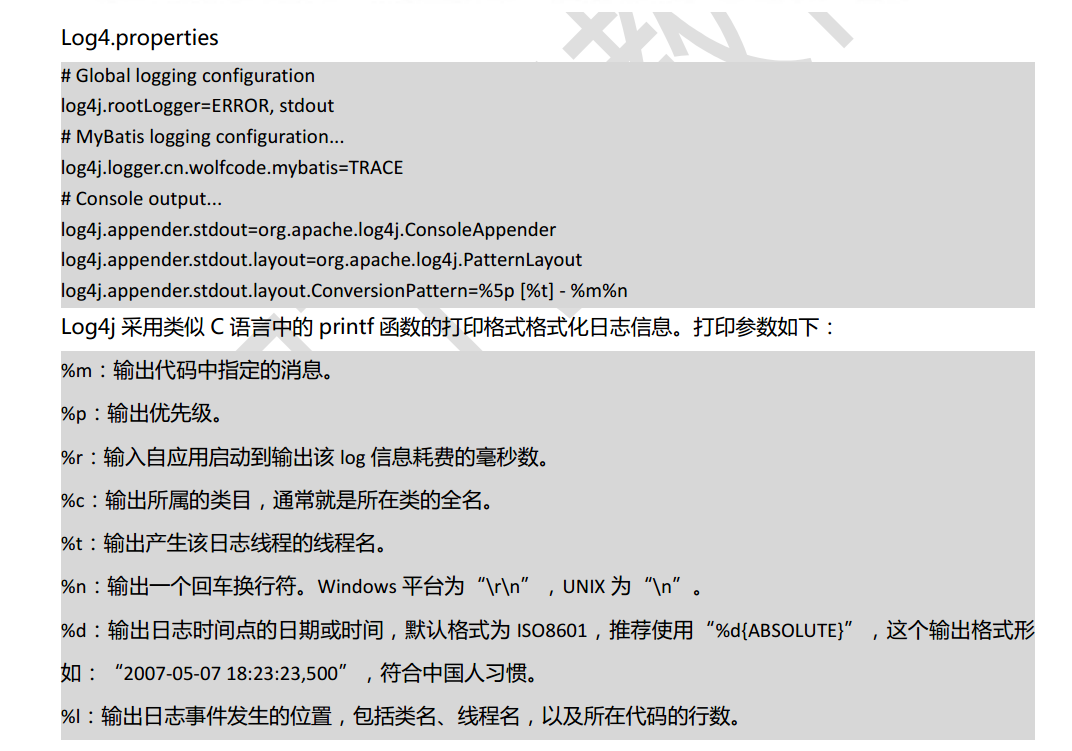 Log4.properties
# Global logging configuration
log4j.rootLogger=ERROR, stdout
# MyBatis logging configuration...
log4j.logger.cn.wolfcode.mybatis=TRACE
# Console output...
log4j.appender.stdout=org.apache.log4j.ConsoleAppender
log4j.appender.stdout.layout=org.apache.log4j.PatternLayout
log4j.appender.stdout.layout.ConversionPattern=%5p [%t] - %m%n
Log4j 采用类似 C 语言中的 printf 函数的打印格式格式化日志信息。打印参数如下：
%m：输出代码中指定的消息。
%p：输出优先级。
%r：输入自应用启动到输出该 log 信息耗费的毫秒数。
%c：输出所属的类目，通常就是所在类的全名。
%t：输出产生该日志线程的线程名。
%n：输出一个回车换行符。Windows 平台为“\r\n”，UNIX 为“\n”。
%d：输出日志时间点的日期或时间，默认格式为 ISO8601，推荐使用“%d{ABSOLUTE}”，这个输出格式形
如：“2007-05-07 18:23:23,500”，符合中国人习惯。
%l：输出日志事件发生的位置，包括类名、线程名，以及所在代码的行数。